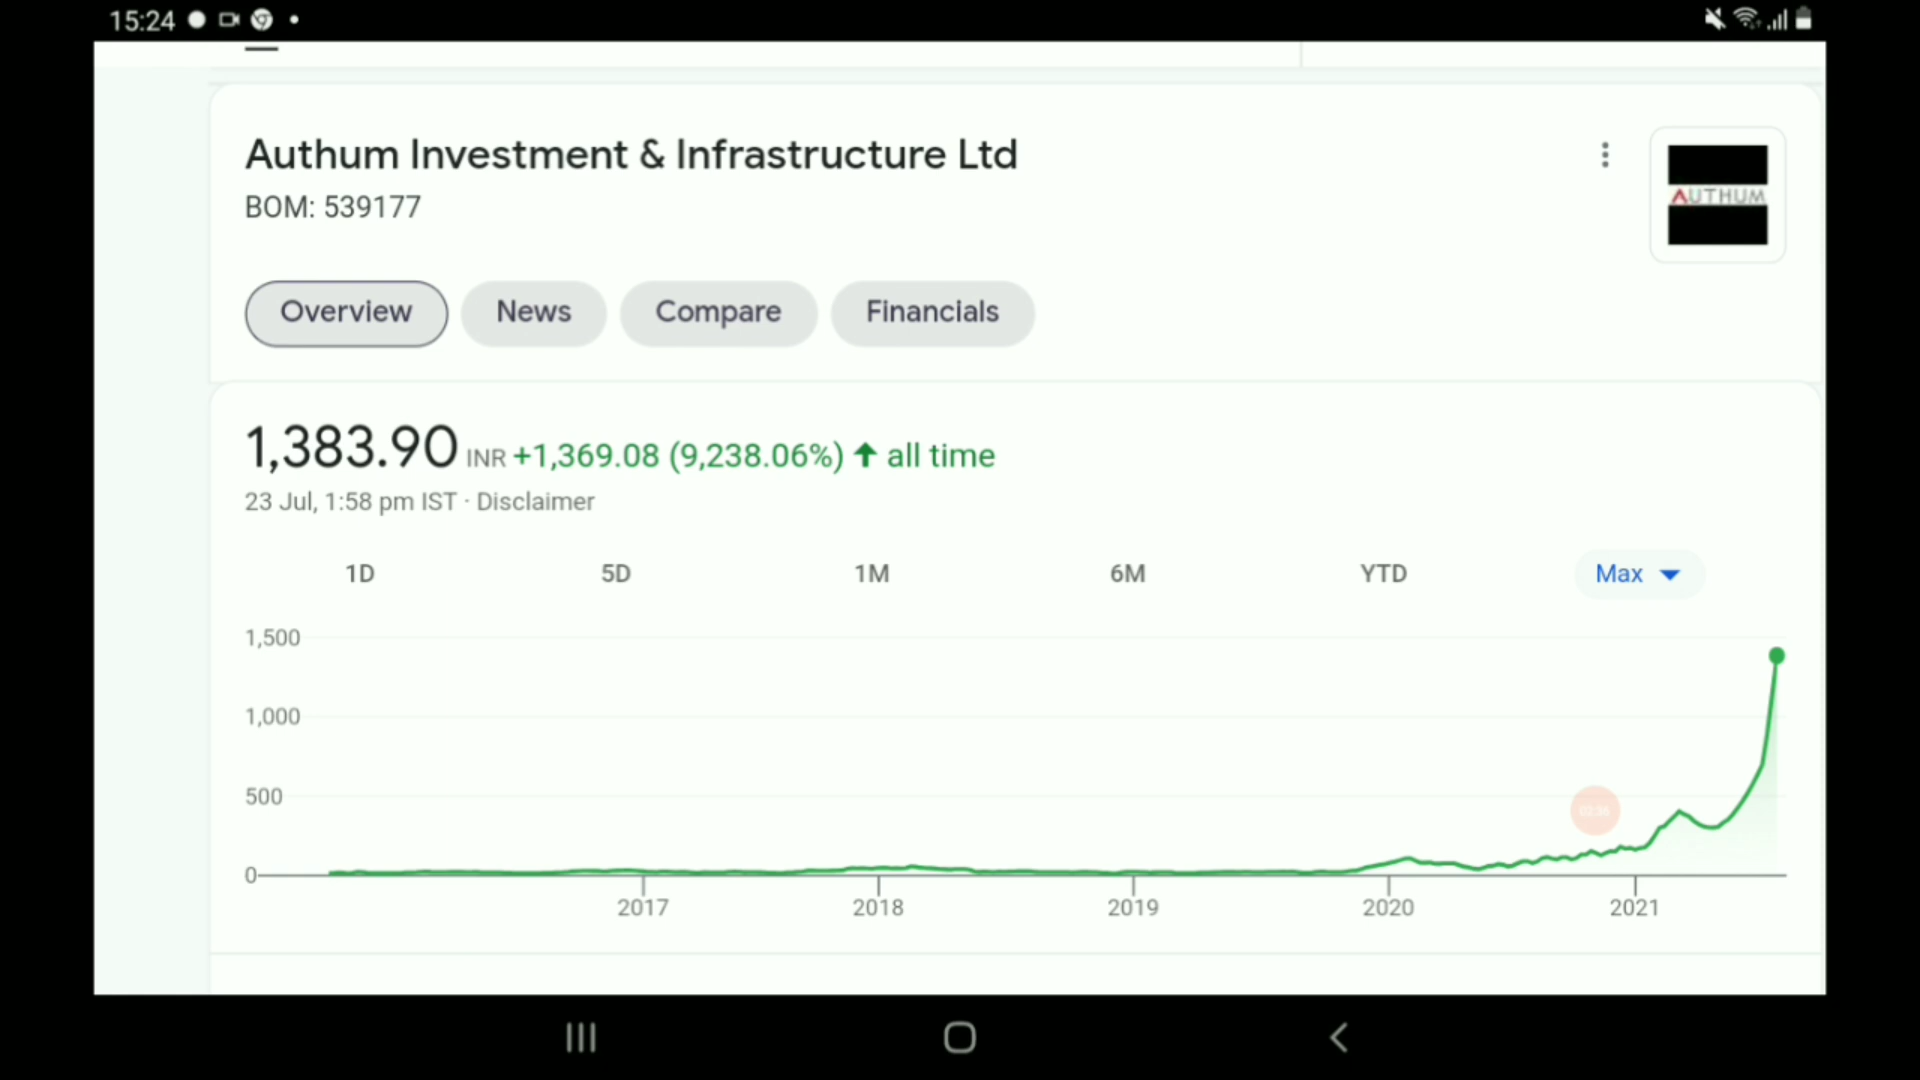 15:24
Authum Investment & Infrastructure Ltd
BOM: 539177
AUTHUM
Overview News Compare Financials
1,383.90 INR +1,369.08 (9,238.06%) ↑ all time
23 Jul, 1:58 pm IST · Disclaimer
1D 5D 1M 6M YTD Max
1,500
1,000
500
0
02:36
2017 2018 2019 2020 2021